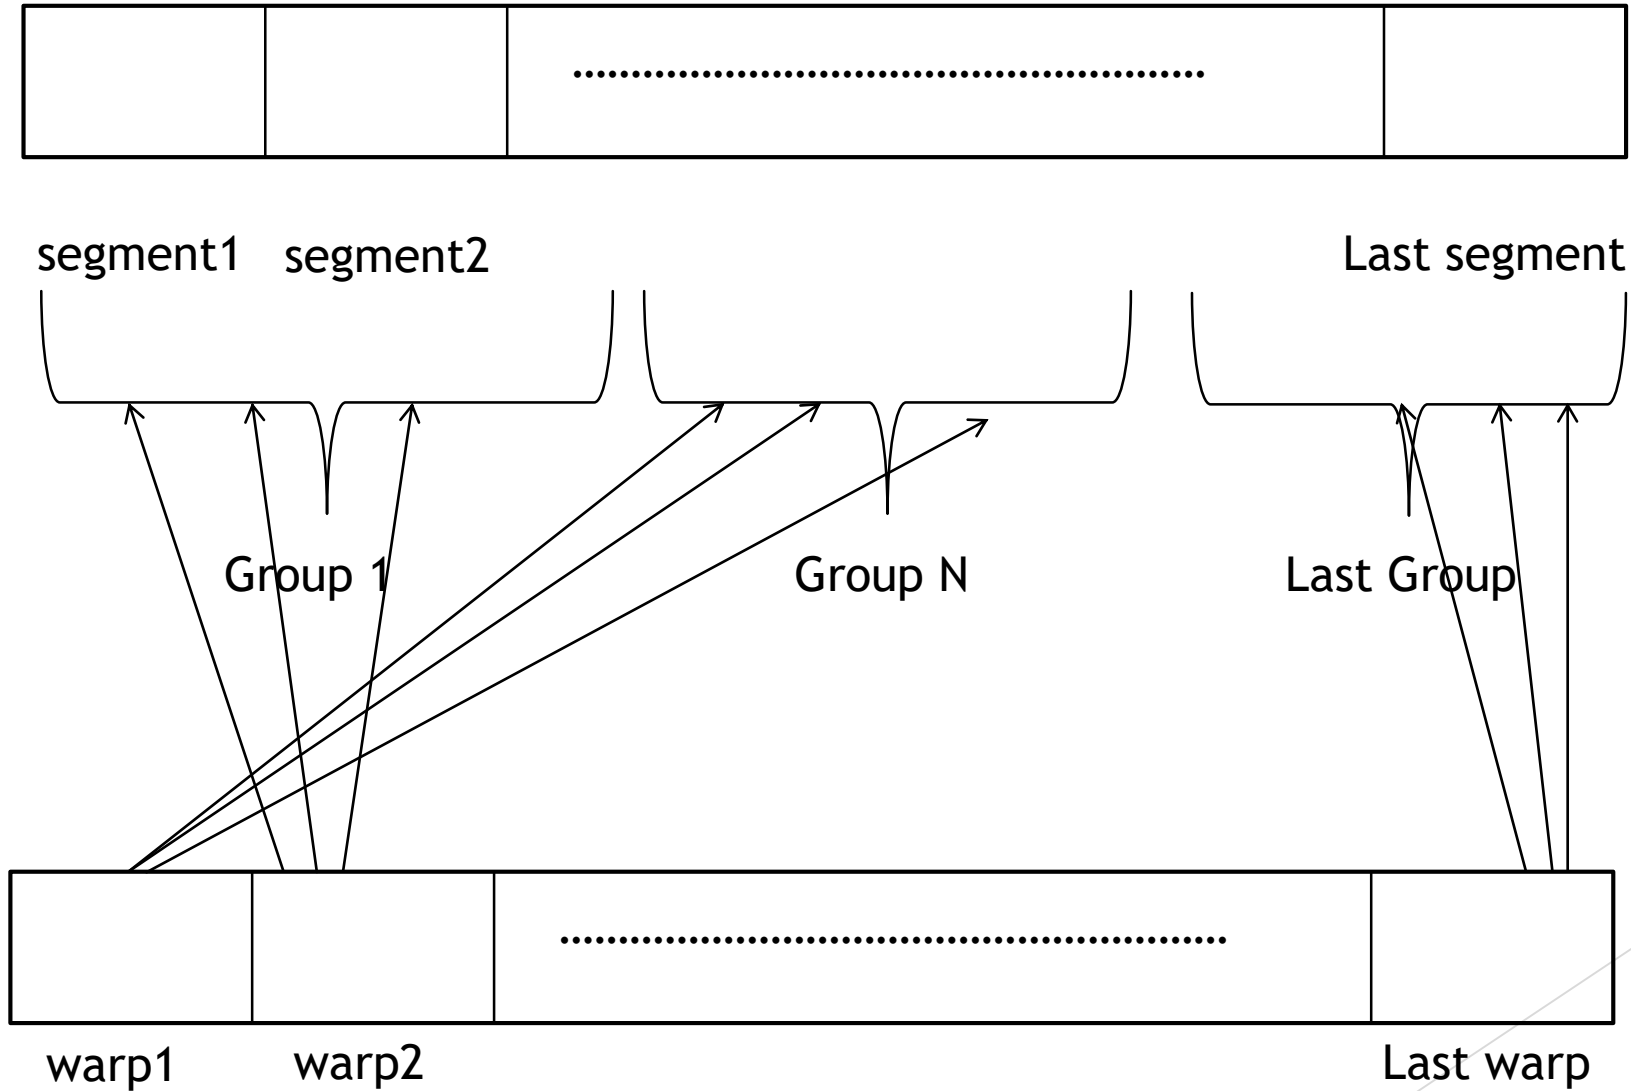 segment1
segment2
Last segment
Group 1
Group N
Last Group
warp1
warp2
Last warp